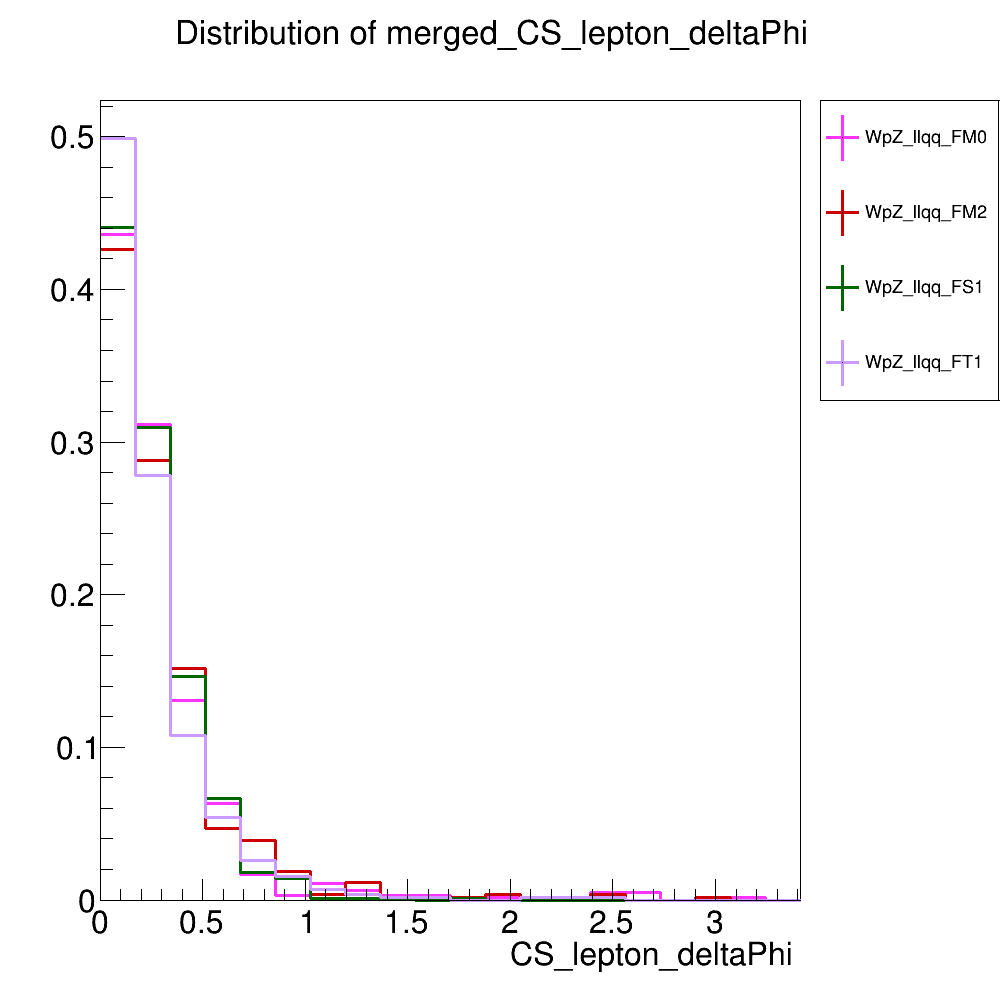 Distribution of merged_CS_lepton_deltaPhi
WpZ_llqq_FM0
WpZ_llqq_FM2
WpZ_llqq_FS1
WpZ_llqq_FT1
0.5
0.4
0.3
0.2
0.1
0
0 0.5 1 1.5 2 2.5 3
CS_lepton_deltaPhi